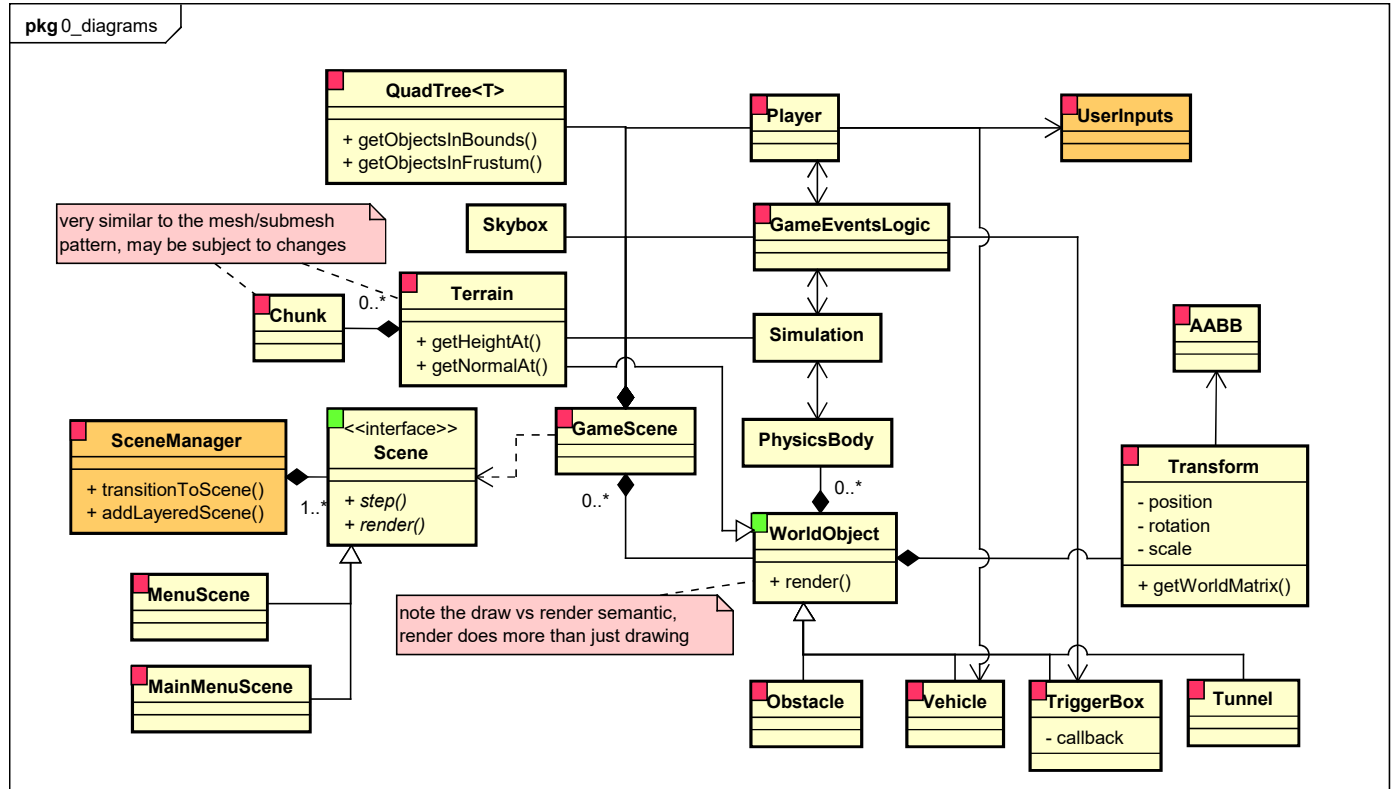 pkg 0_diagrams
QuadTree<T>
+ getObjectsInBounds()
+ getObjectsInFrustum()
Player
UserInputs
very similar to the mesh/submesh
pattern, may be subject to changes
Skybox
GameEventsLogic
Chunk
0..*
Terrain
+ getHeightAt()
+ getNormalAt()
Simulation
AABB
SceneManager
+ transitionToScene()
+ addLayeredScene()
1..*
<<interface>>
Scene
+ step()
+ render()
GameScene
0..*
PhysicsBody
0..*
WorldObject
+ render()
Transform
- position
- rotation
- scale
+ getWorldMatrix()
MenuScene
note the draw vs render semantic,
render does more than just drawing
MainMenuScene
Obstacle
Vehicle
TriggerBox
- callback
Tunnel